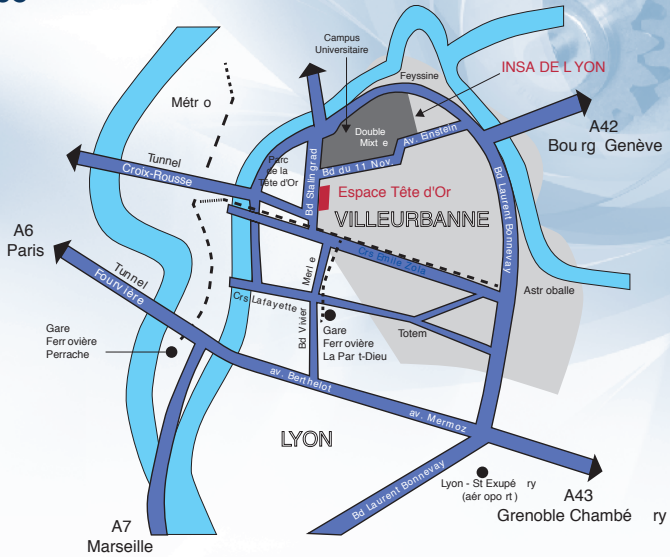 Campus
Universitaire
Feyssine
INSA DE L YON
Métr o
Double
Mixt e
Av. Einstein
A42
Bou rg Genève
Tunnel
Croix-Rousse
Parc
de la
Tête d'Or
Bd Stalingrad
Bd du 11 Nov.
Espace Tête d'Or
VILLEURBANNE
Bd Laurent Bonnevay
A6
Paris
Tunnel
Fourvière
Crs Emile Zola
Merl e
Astr oballe
Crs Lafayette
Bd Vivier
Gare
Ferr ovière
La Par t-Dieu
Totem
Gare
Ferr ovière
Perrache
av. Berthelot
av. Mermoz
LYON
Bd Laurent Bonnevay
Lyon - St Exupé ry
(aér opo rt )
A43
Grenoble Chambé ry
A7
Marseille